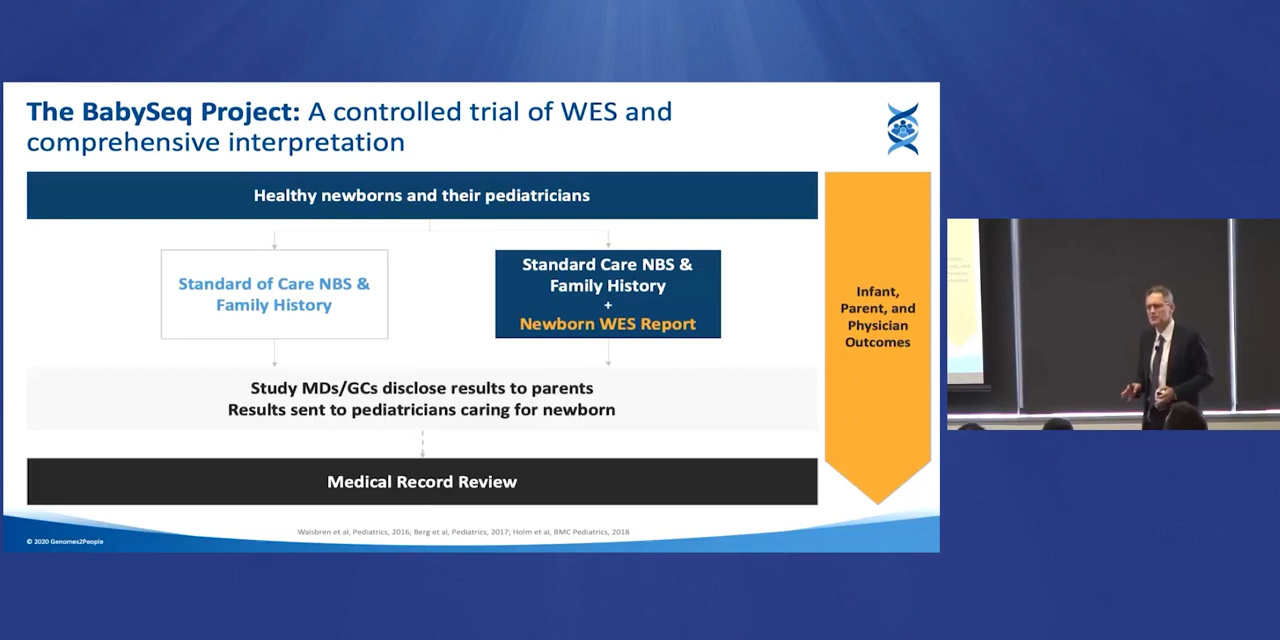 The BabySeq Project: A controlled trial of WES and
comprehensive interpretation
Healthy newborns and their pediatricians
Standard of Care NBS &
Family History
Standard Care NBS &
Family History
+
Newborn WES Report
Study MDs/GCs disclose results to parents
Results sent to pediatricians caring for newborn
Medical Record Review
Infant,
Parent, and
Physician
Outcomes
Waisbren et al, Pediatrics, 2016; Berg et al, Pediatrics, 2017; Holm et al, BMC Pediatrics, 2018
© 2020 Genomes2People